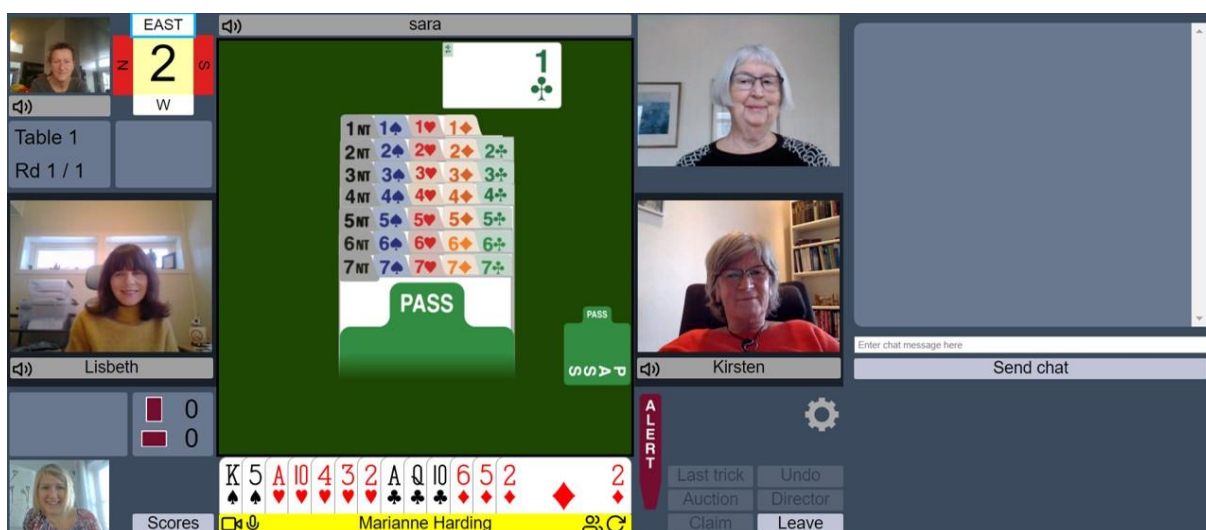 EAST
N 2 S
W
Table 1
Rd 1 / 1
sara
1♣
1NT 1♠ 1♥ 1♦
2NT 2♠ 2♥ 2♦ 2♣
3NT 3♠ 3♥ 3♦ 3♣
4NT 4♠ 4♥ 4♦ 4♣
5NT 5♠ 5♥ 5♦ 5♣
6NT 6♠ 6♥ 6♦ 6♣
7NT 7♠ 7♥ 7♦ 7♣
PASS
PASS
PASS
Lisbeth
Kirsten
Enter chat message here
Send chat
0
0
ALERT
Last trick
Undo
Auction
Director
Claim
Leave
K 5 A 10 4 3 2 A Q 10 6 5 2 2
Scores
Marianne Harding